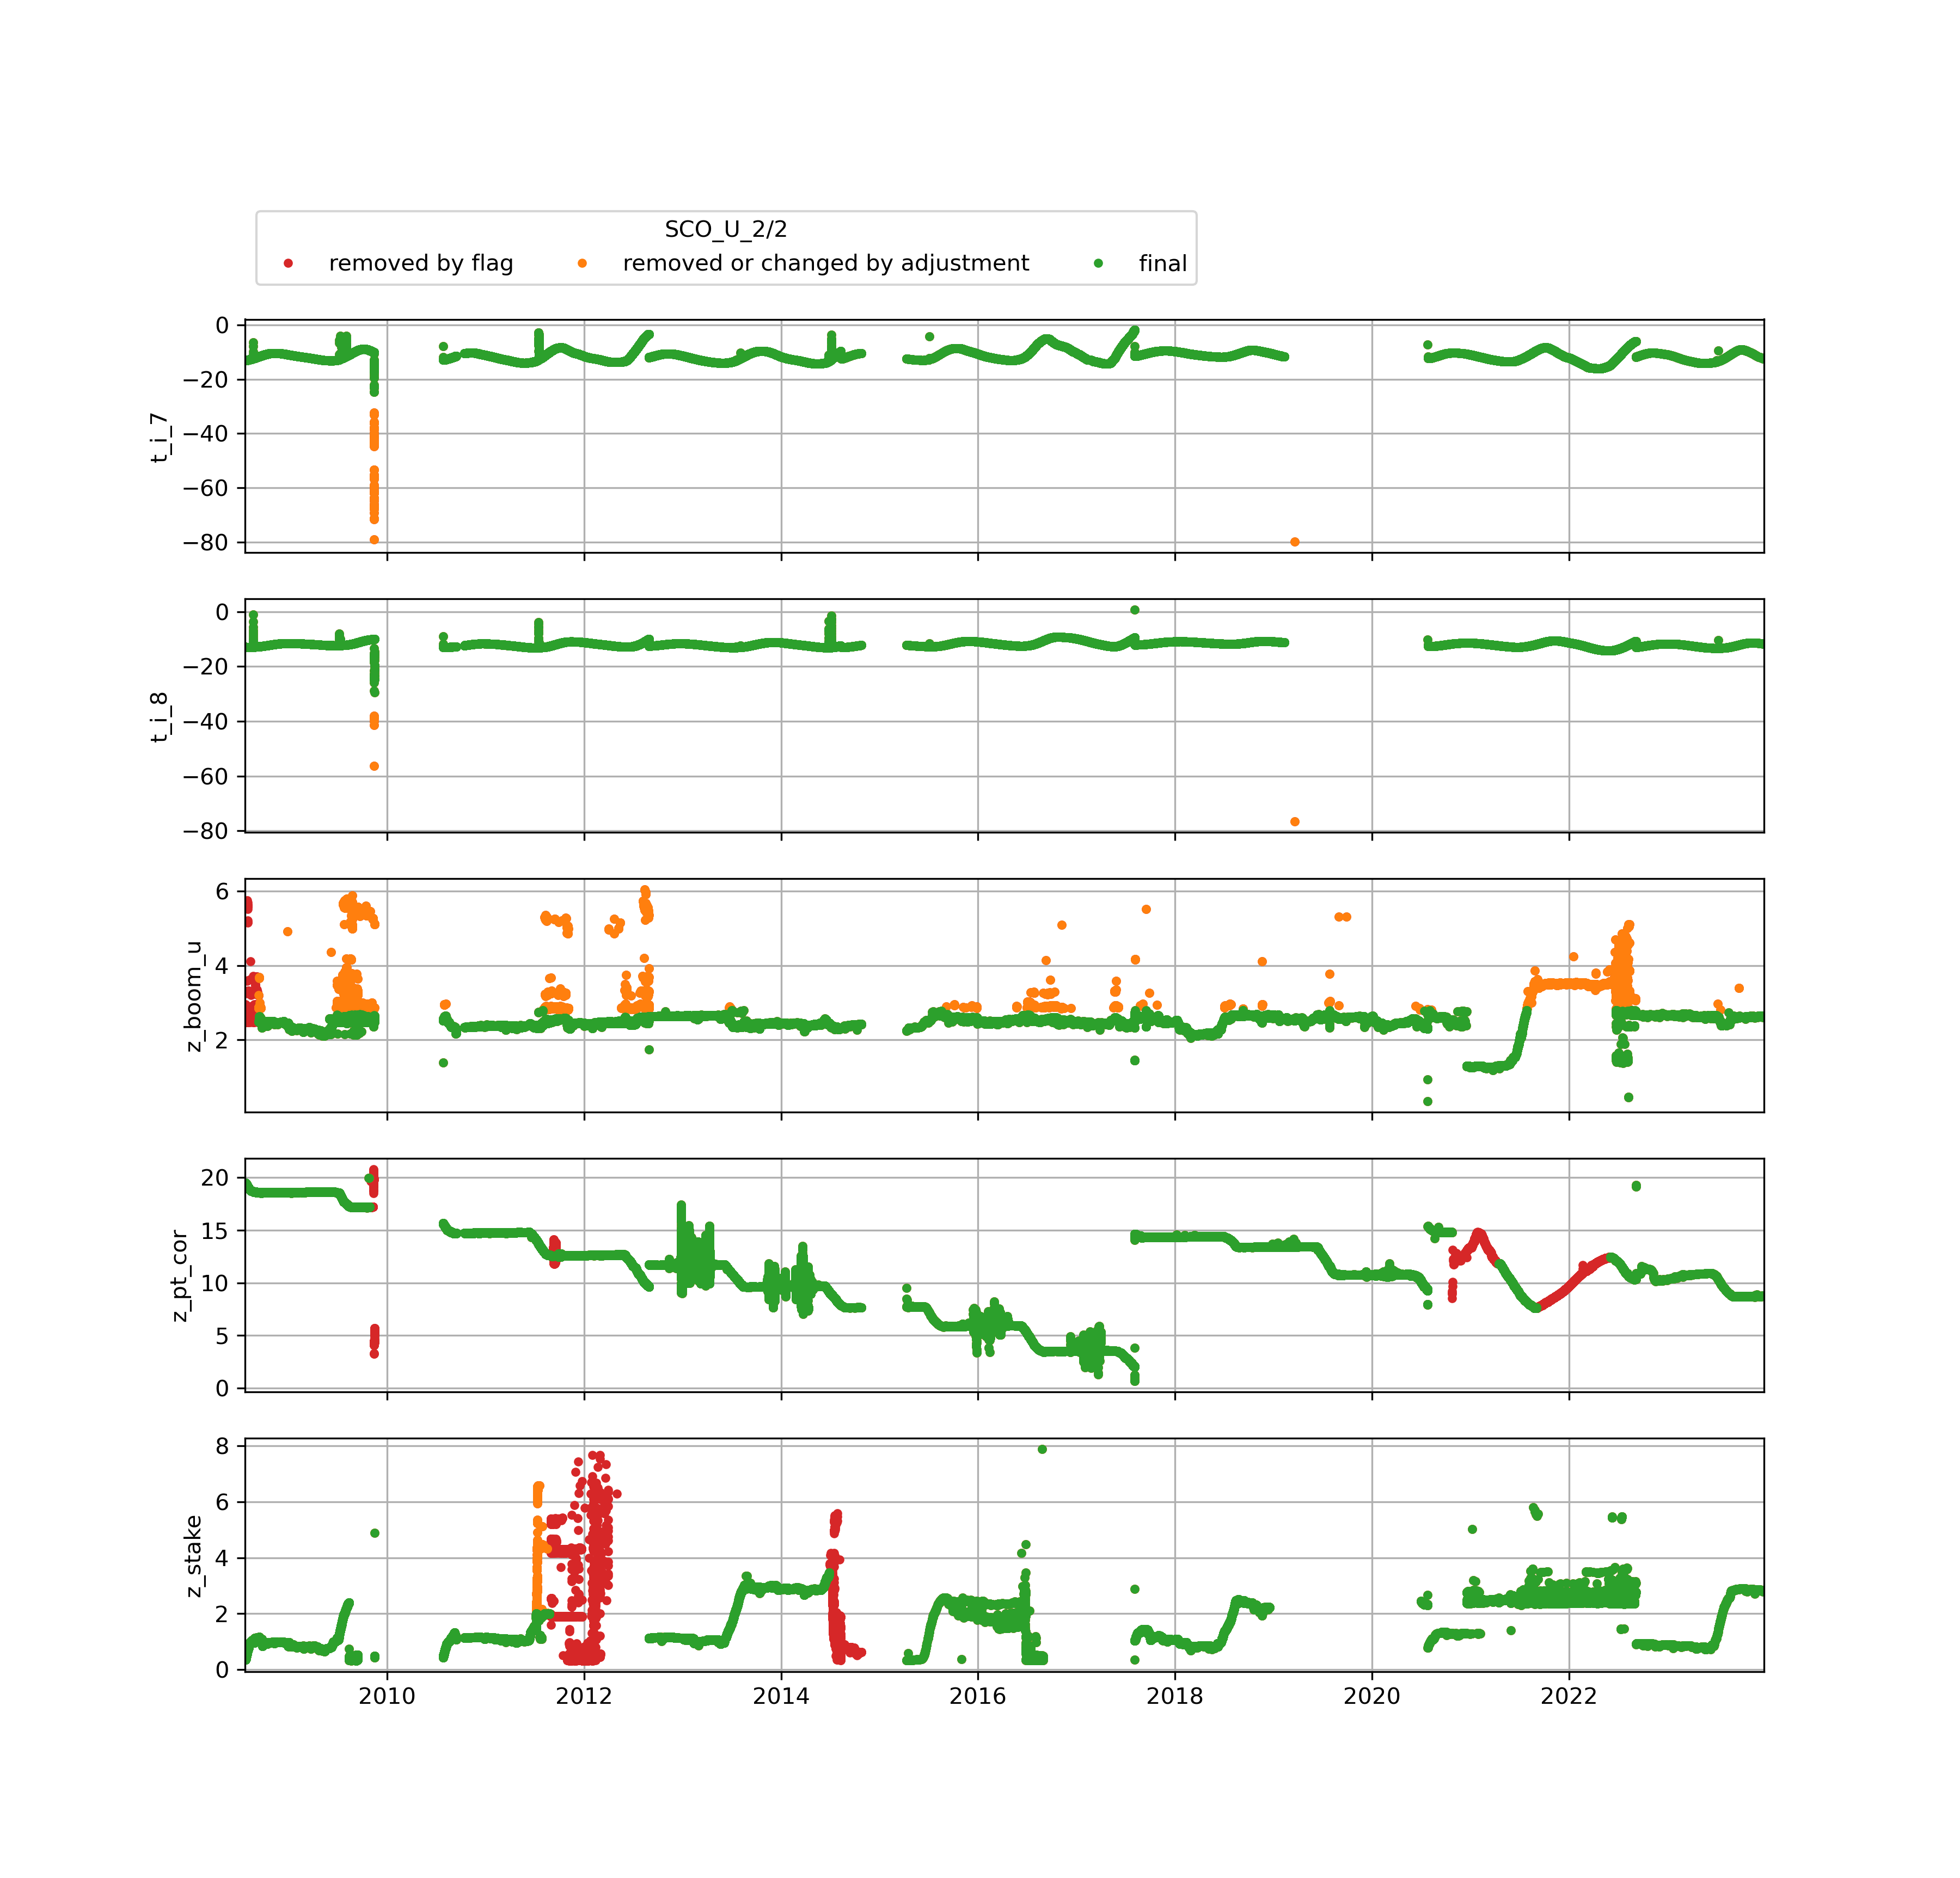 SCO_U_2/2
removed by flag removed or changed by adjustment final
0
−20
−40
−60
−80
t_i_7
0
−20
−40
−60
−80
t_i_8
6
4
2
z_boom_u
20
15
10
5
0
z_pt_cor
8
6
4
2
0
z_stake
2010 2012 2014 2016 2018 2020 2022